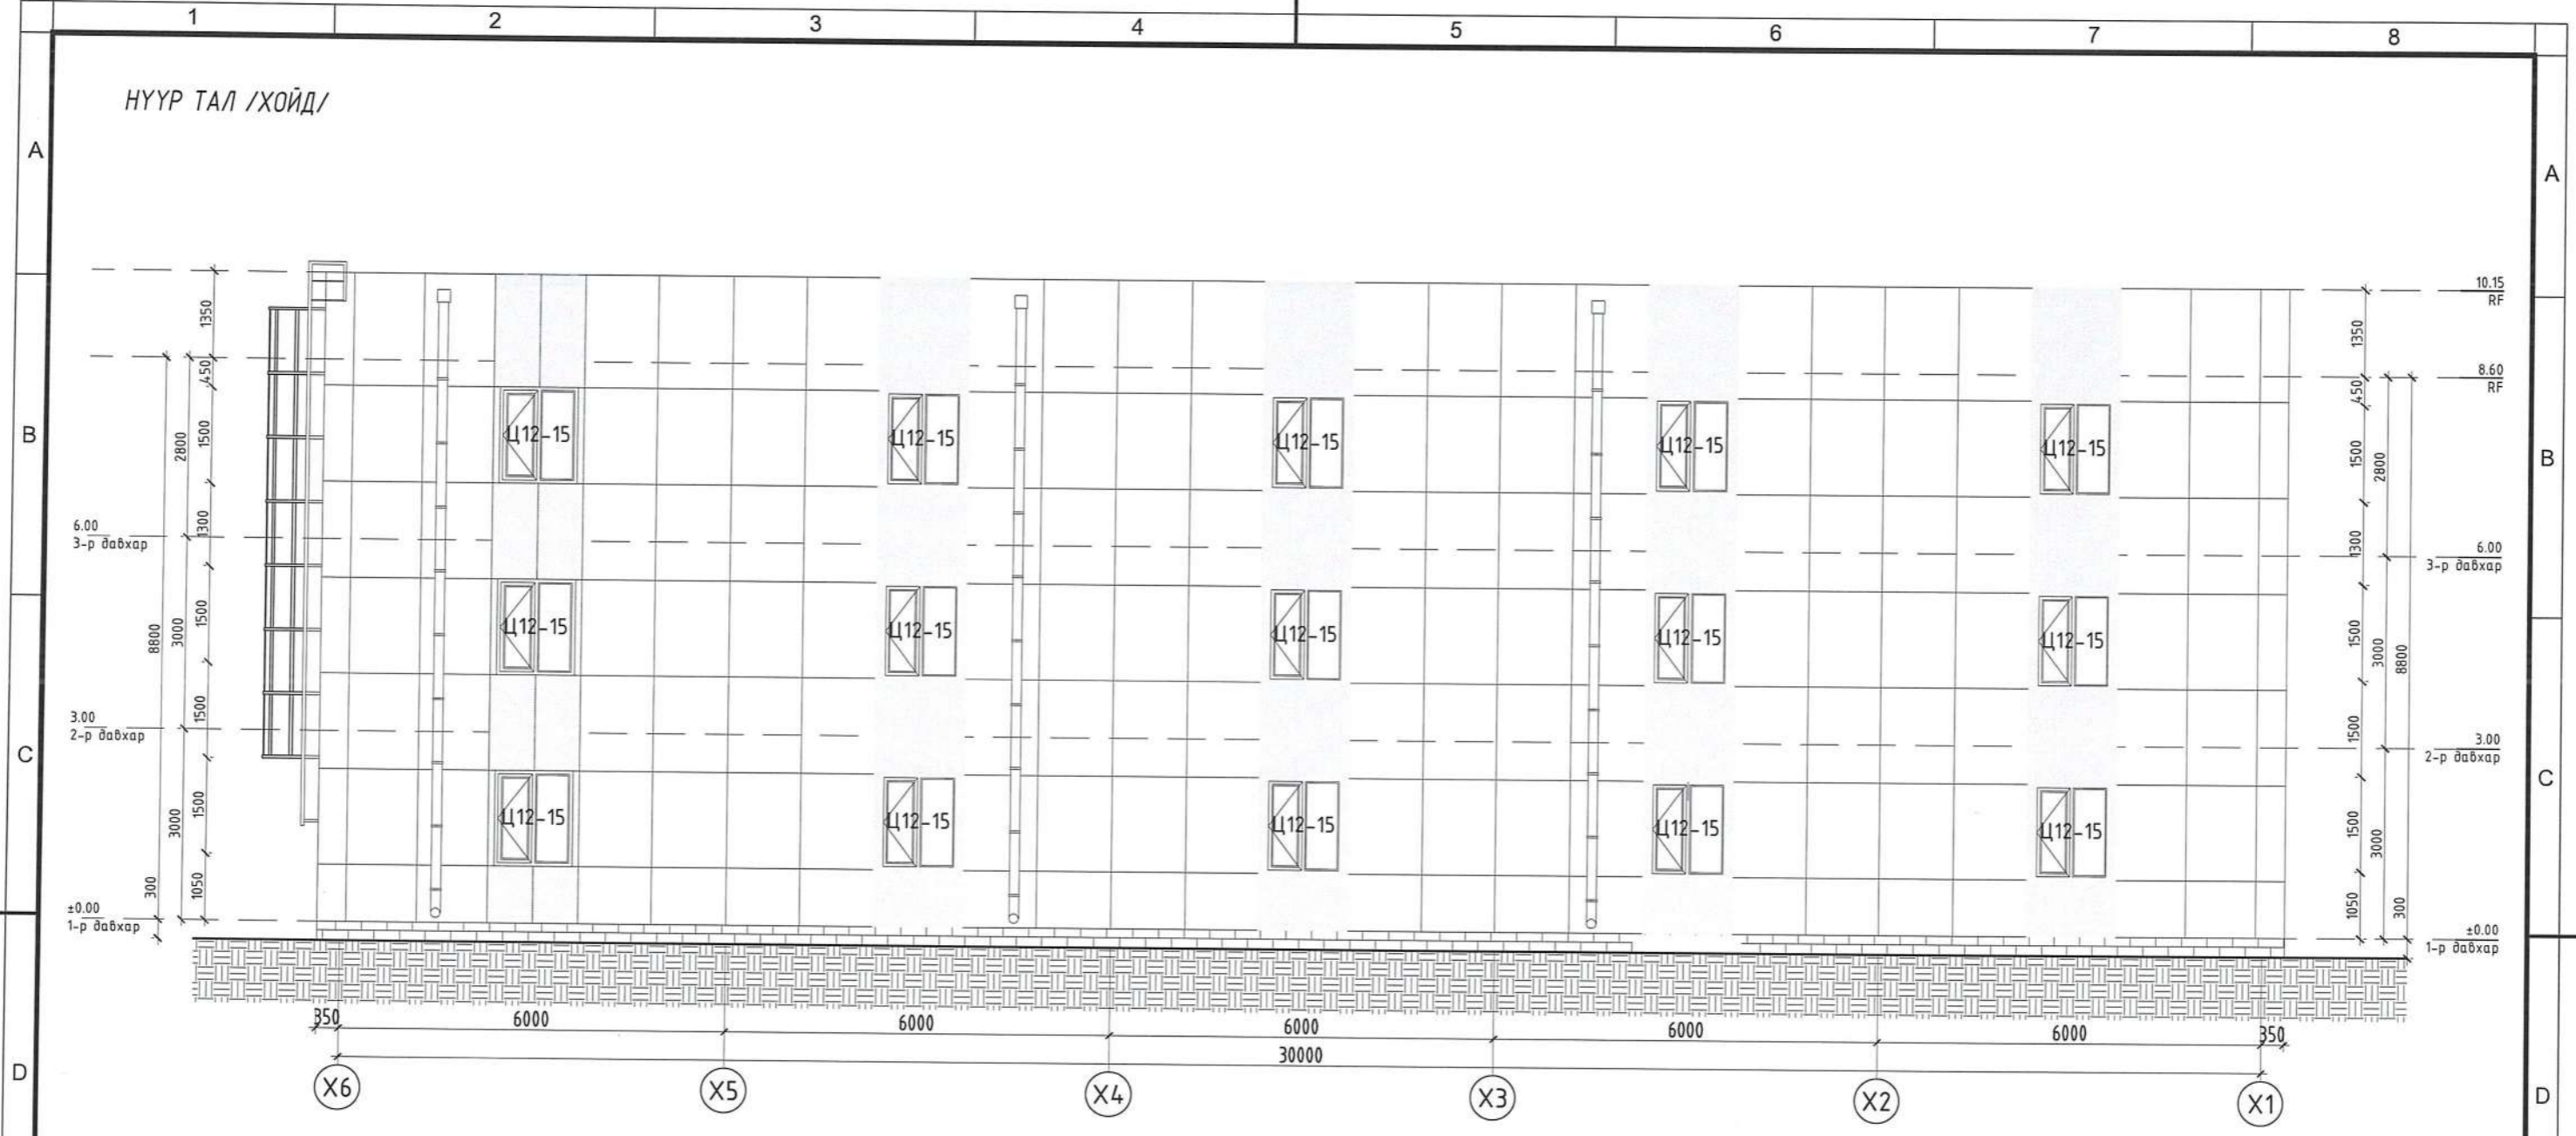 1 2 3 4 5 6 7 8
НҮҮР ТАЛ /ХОЙД/
A A
10.15
RF
1350 1350
8.60
RF
450 450
B B
Ц12-15 Ц12-15 Ц12-15 Ц12-15 Ц12-15
1500 1500
2800 2800
6.00
3-р давхар
1300 1300
6.00
3-р давхар
Ц12-15 Ц12-15 Ц12-15 Ц12-15 Ц12-15
1500 1500
8800 3000 3000 8800
3.00
2-р давхар
1500 1500
3.00
2-р давхар
C C
Ц12-15 Ц12-15 Ц12-15 Ц12-15 Ц12-15
1500 1500
3000 3000
300 1050 1050 300
±0.00
1-р давхар
±0.00
1-р давхар
350 6000 6000 6000 6000 6000 350
30000
D D
X6 X5 X4 X3 X2 X1